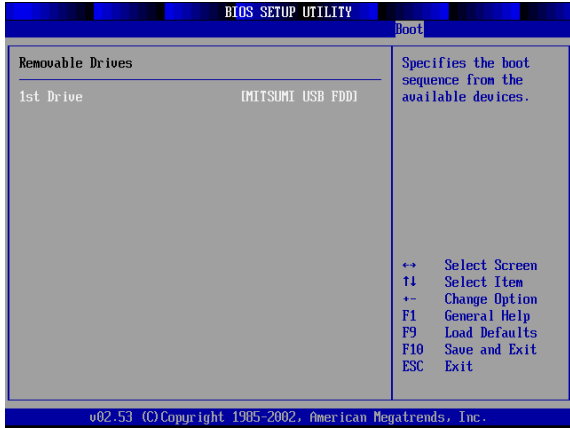 BIOS SETUP UTILITY
Boot
Removable Drives
1st Drive [MITSUMI USB FDD]
Specifies the boot
sequence from the
available devices.
↔ Select Screen
↑↓ Select Item
+- Change Option
F1 General Help
F9 Load Defaults
F10 Save and Exit
ESC Exit
v02.53 (C)Copyright 1985-2002, American Megatrends, Inc.